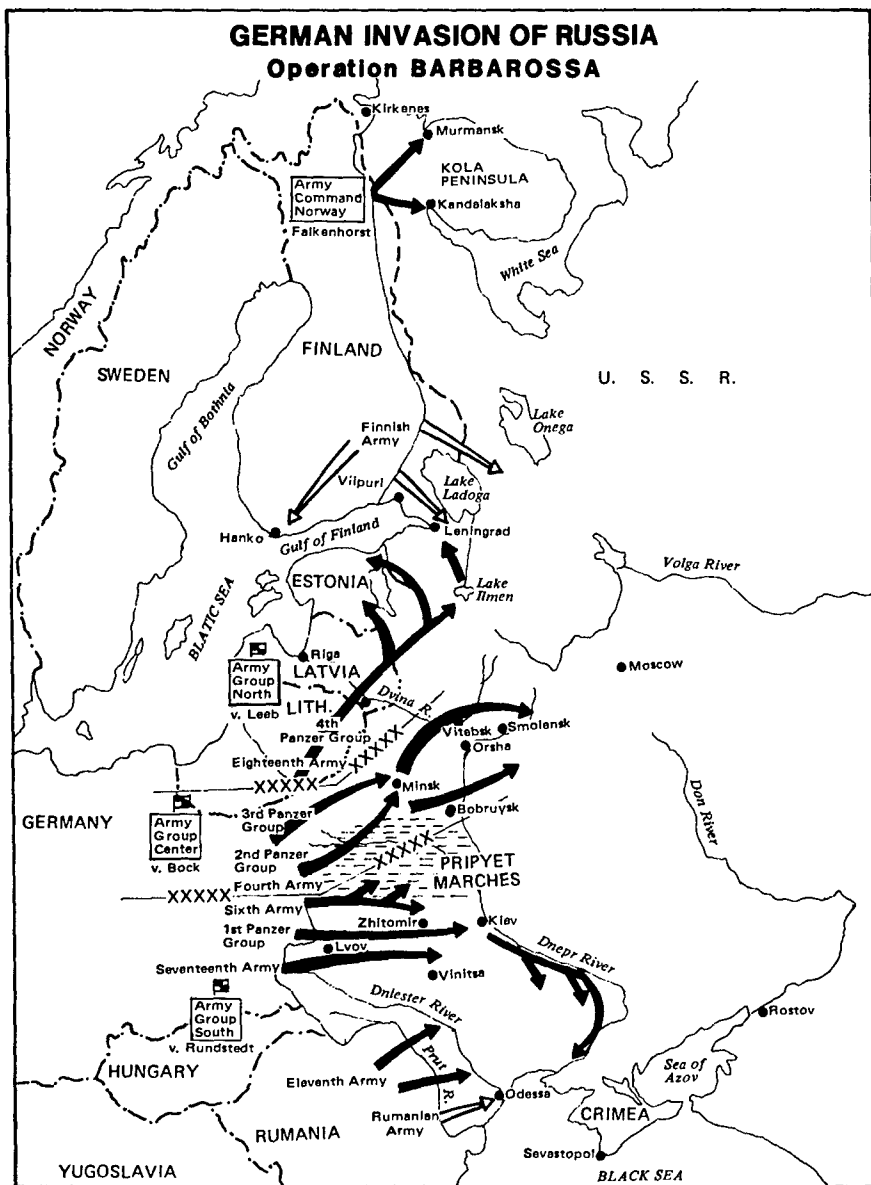 GERMAN INVASION OF RUSSIA
Operation BARBAROSSA
Kirkenes
Murmansk
KOLA
PENINSULA
Army
Command
Norway
Kandalaksha
Falkenhorst
White Sea
NORWAY
FINLAND
SWEDEN
U. S. S. R.
Gulf of Bothnia
Lake
Onega
Finnish
Army
Viipuri
Lake
Ladoga
Hanko
Gulf of Finland
Leningrad
Volga River
ESTONIA
Lake
Ilmen
BLATIC SEA
Riga
Moscow
Army
Group
North
LATVIA
v. Leeb
LITH.
Dvina R.
4th
Panzer Group
Vitebsk
Smolensk
Orsha
Eighteenth Army
XXXXX
XXXXX
Minsk
Don River
GERMANY
Army
Group
Center
v. Bock
3rd Panzer
Group
Bobruysk
2nd Panzer
Group
XXXXX
PRIPYET
MARCHES
Fourth Army
XXXXX
Sixth Army
Zhitomir
Kiev
1st Panzer
Group
Lvov
Dnepr River
Seventeenth Army
Vinitsa
Army
Group
South
v. Rundstedt
Dniester River
Rostov
HUNGARY
Prut
R.
Sea of
Azov
Eleventh Army
Odessa
Rumanian
Army
CRIMEA
RUMANIA
Sevastopol
YUGOSLAVIA
BLACK SEA